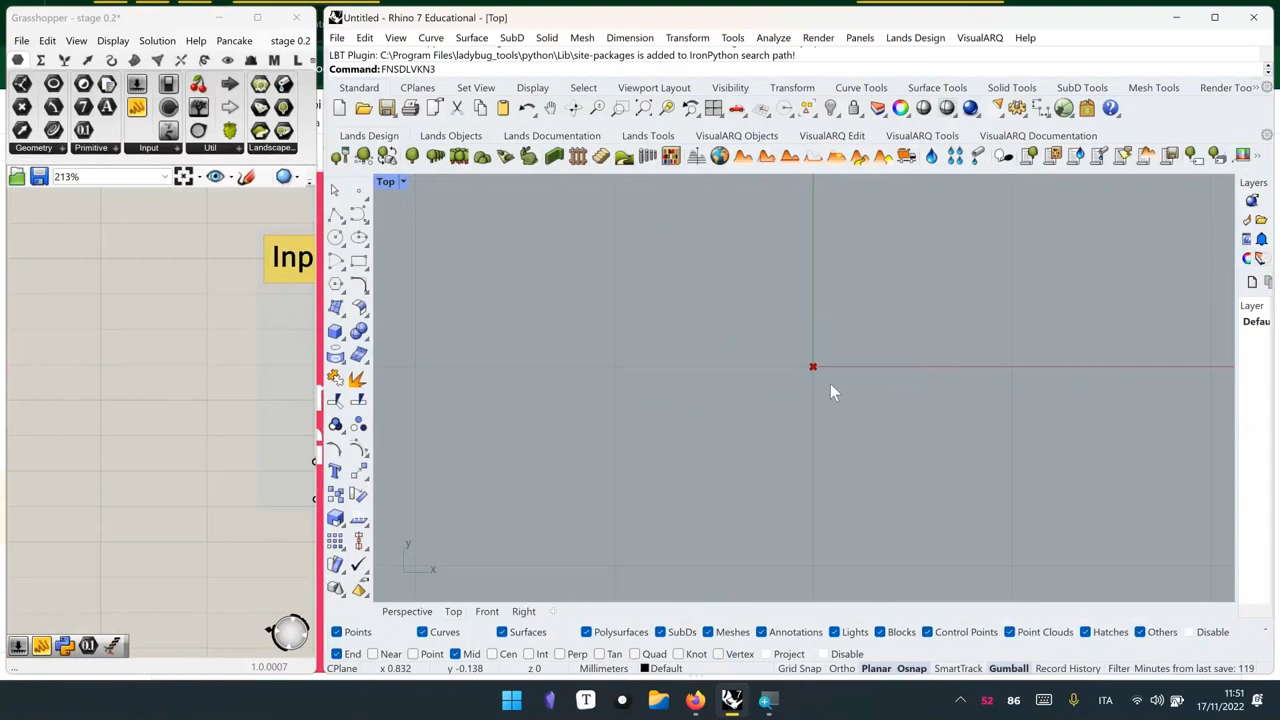 Grasshopper - stage 0.2*
File Edit View Display Solution Help Pancake stage 0.2
Geometry Primitive Input Util Landscape...
213%
Inp
1.0.0007
Untitled - Rhino 7 Educational - [Top]
File Edit View Curve Surface SubD Solid Mesh Dimension Transform Tools Analyze Render Panels Lands Design VisualARQ Help
LBT Plugin: C:\Program Files\ladybug_tools\python\Lib\site-packages is added to IronPython search path!
Command: FNSDLVKN3
Standard CPlanes Set View Display Select Viewport Layout Visibility Transform Curve Tools Surface Tools Solid Tools SubD Tools Mesh Tools Render Too
Lands Design Lands Objects Lands Documentation Lands Tools VisualARQ Objects VisualARQ Edit VisualARQ Tools VisualARQ Documentation
Top
Layers
Layer
Defau
y
x
Perspective Top Front Right
Points Curves Surfaces Polysurfaces SubDs Meshes Annotations Lights Blocks Control Points Point Clouds Hatches Others Disable
End Near Point Mid Cen Int Perp Tan Quad Knot Vertex Project Disable
CPlane x 0.832 y -0.138 z 0 Millimeters Default Grid Snap Ortho Planar Osnap SmartTrack Gumball Record History Filter Minutes from last save: 119
52 86 ITA 11:51
17/11/2022